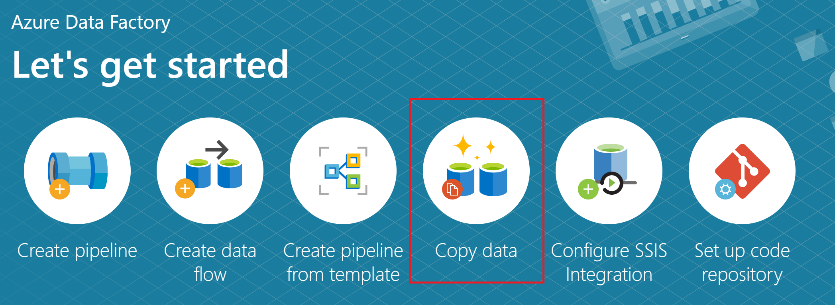 Azure Data Factory
Let's get started
Create pipeline
Create data
flow
Create pipeline
from template
Copy data
Configure SSIS
Integration
Set up code
repository